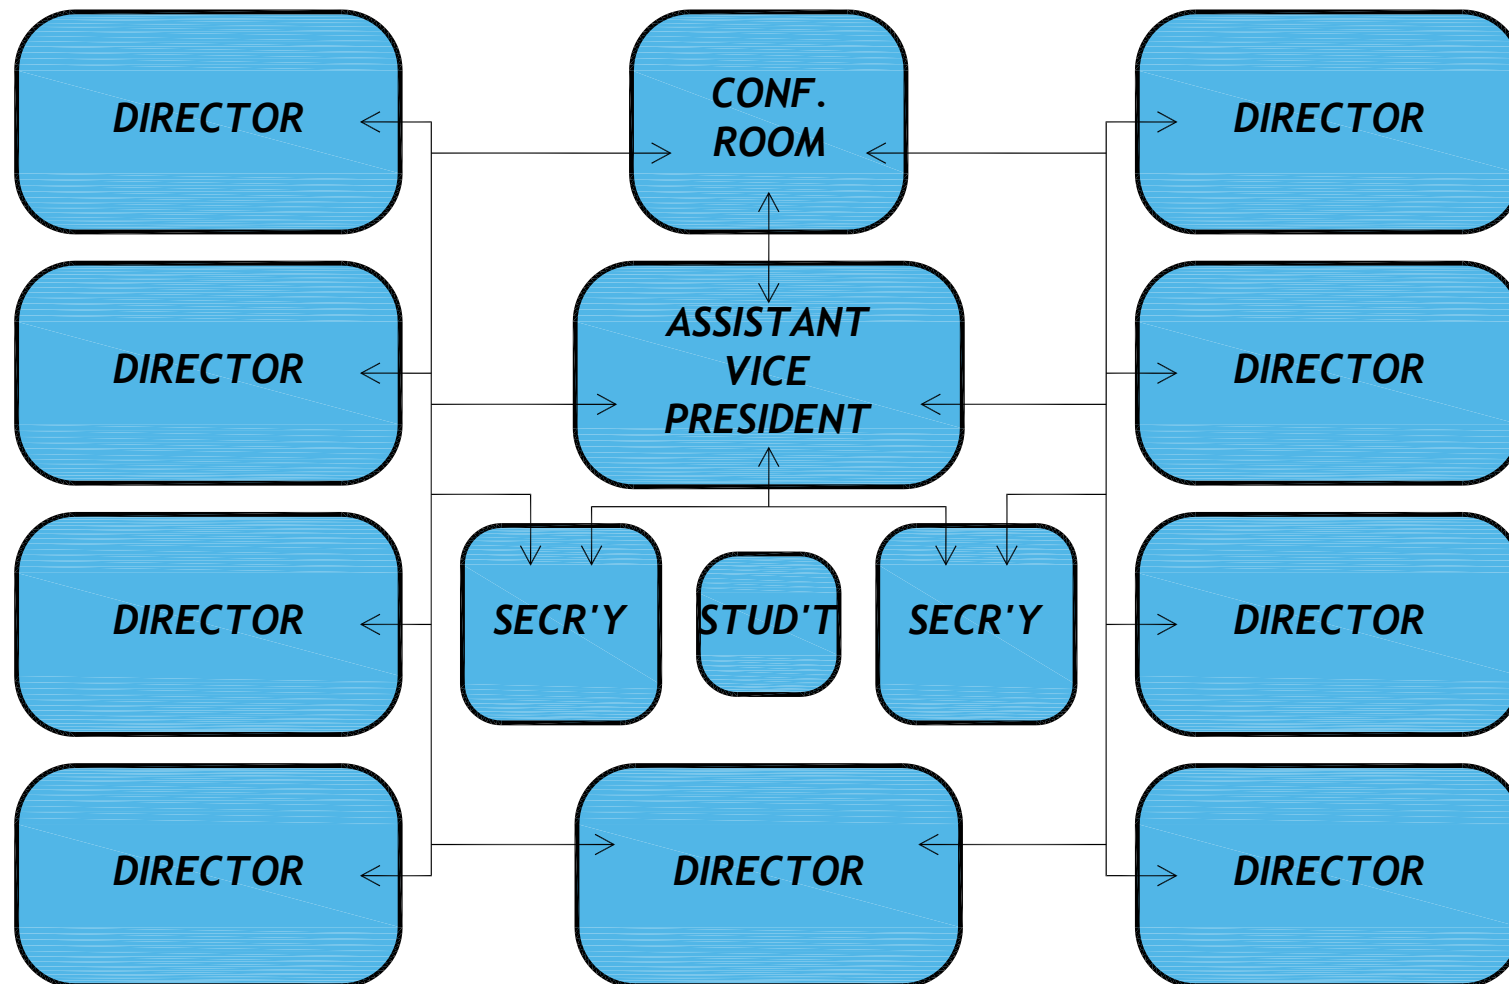 DIRECTOR
CONF.
ROOM
DIRECTOR
DIRECTOR
ASSISTANT
VICE
PRESIDENT
DIRECTOR
DIRECTOR
SECR'Y
STUD'T
SECR'Y
DIRECTOR
DIRECTOR
DIRECTOR
DIRECTOR